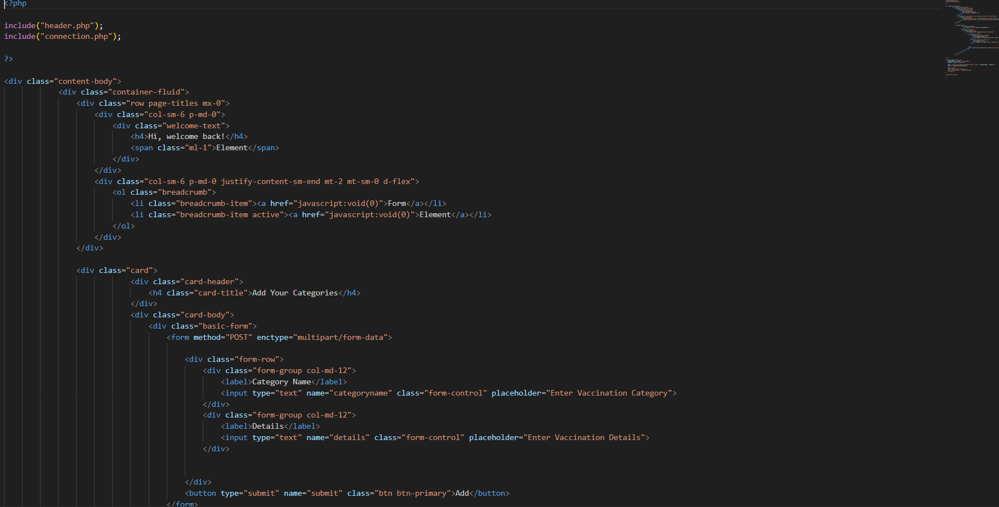 <?php
include("header.php");
include("connection.php");
?>
<div class="content-body">
<div class="container-fluid">
<div class="row page-titles mx-0">
<div class="col-sm-6 p-md-0">
<div class="welcome-text">
<h4>Hi, welcome back!</h4>
<span class="ml-1">Element</span>
</div>
</div>
<div class="col-sm-6 p-md-0 justify-content-sm-end mt-2 mt-sm-0 d-flex">
<ol class="breadcrumb">
<li class="breadcrumb-item"><a href="javascript:void(0)">Form</a></li>
<li class="breadcrumb-item active"><a href="javascript:void(0)">Element</a></li>
</ol>
</div>
</div>
<div class="card">
<div class="card-header">
<h4 class="card-title">Add Your Categories</h4>
</div>
<div class="card-body">
<div class="basic-form">
<form method="POST" enctype="multipart/form-data">
<div class="form-row">
<div class="form-group col-md-12">
<label>Category Name</label>
<input type="text" name="categoryname" class="form-control" placeholder="Enter Vaccination Category">
</div>
<div class="form-group col-md-12">
<label>Details</label>
<input type="text" name="details" class="form-control" placeholder="Enter Vaccination Details">
</div>
</div>
<button type="submit" name="submit" class="btn btn-primary">Add</button>
</form>